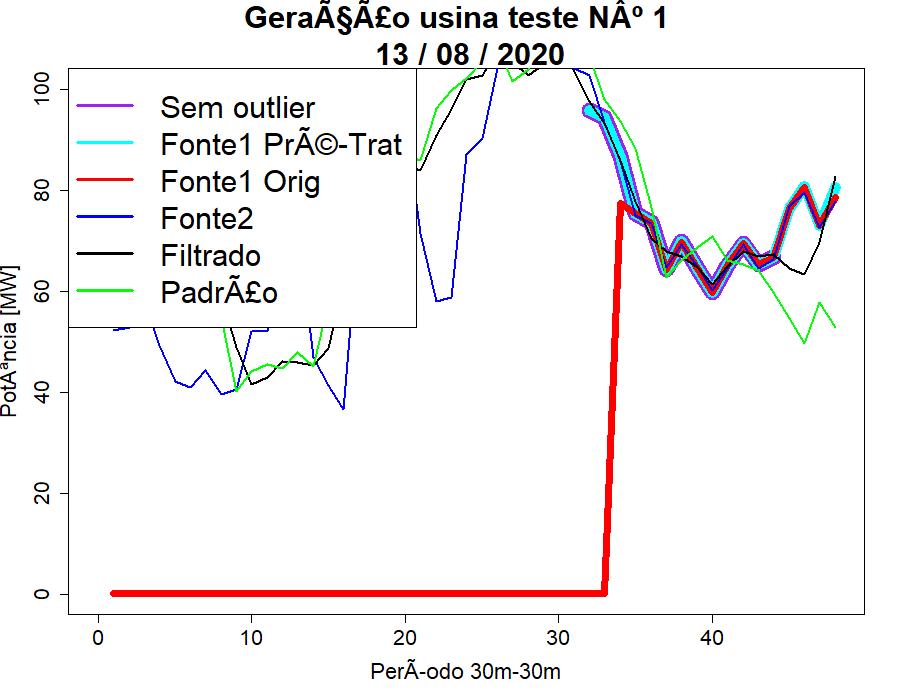 GeraÃ§Ã£o usina teste NÂº 1
13 / 08 / 2020
Sem outlier
Fonte1 PrÃ©-Trat
Fonte1 Orig
Fonte2
Filtrado
PadrÃ£o
PotÃªncia [MW]
100
80
60
40
20
0
0 10 20 30 40
PerÃ-odo 30m-30m